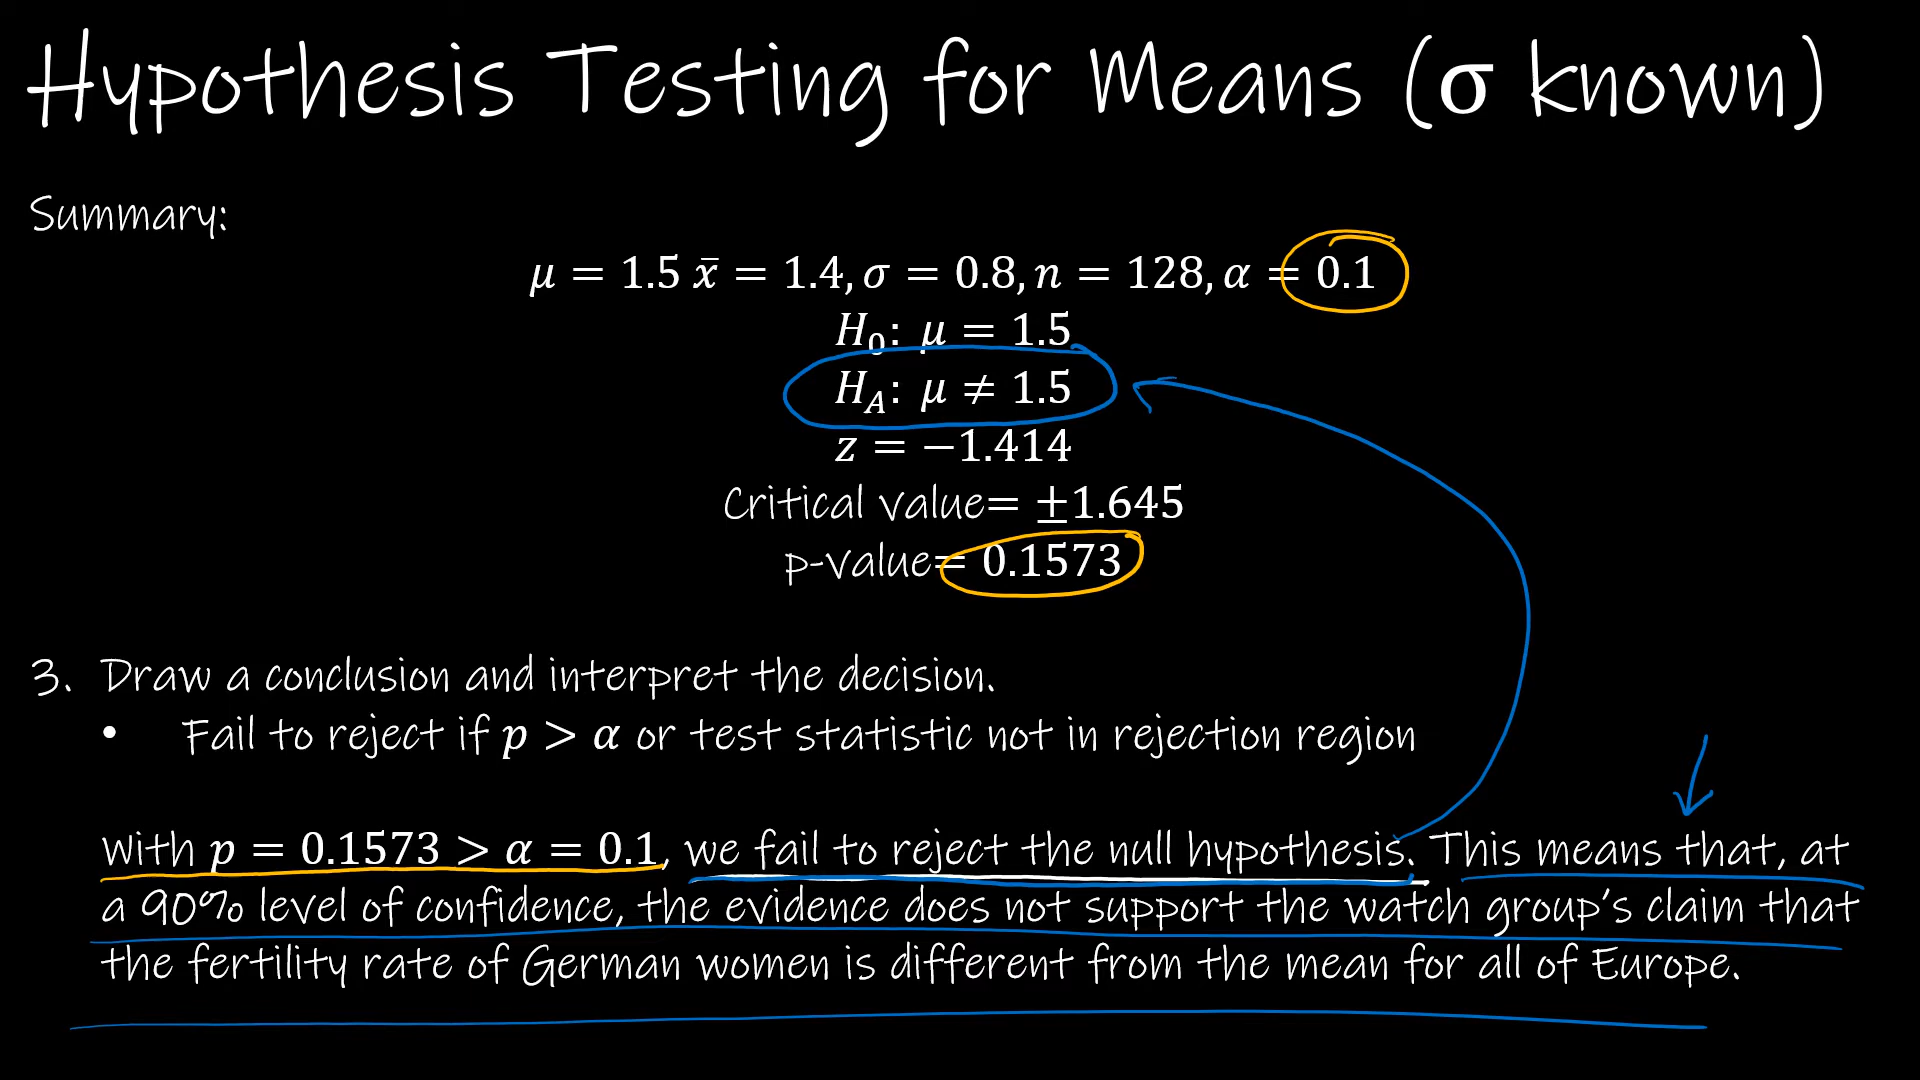 Hypothesis Testing for Means (σ known)
Summary:
μ = 1.5 x̄ = 1.4, σ = 0.8, n = 128, α = 0.1
H₀: μ = 1.5
H_A: μ ≠ 1.5
z = −1.414
Critical value= ±1.645
p-value= 0.1573
3. Draw a conclusion and interpret the decision.
• Fail to reject if p > α or test statistic not in rejection region
With p = 0.1573 > α = 0.1, we fail to reject the null hypothesis. This means that, at
a 90% level of confidence, the evidence does not support the watch group's claim that
the fertility rate of German women is different from the mean for all of Europe.